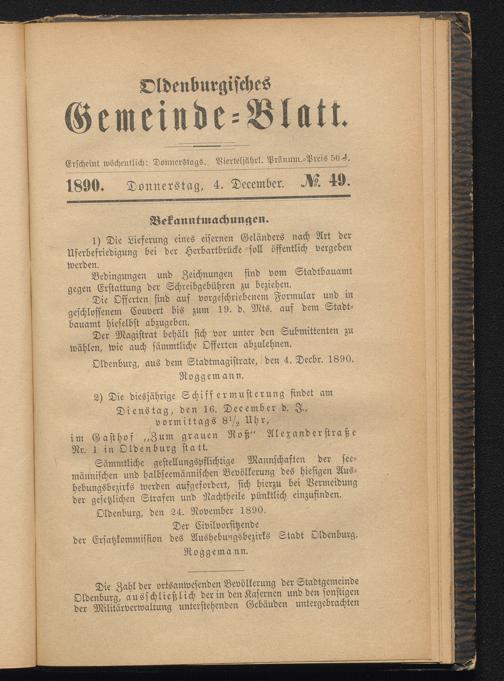 Oldenburgisches
Gemeinde-Blatt.
Erscheint wöchentlich: Donnerstags. Vierteljährl. Pränum.-Preis 50 ₰.
1890. Donnerstag, 4. December. № 49.
Bekanntmachungen.
1) Die Lieferung eines eisernen Geländers nach Art der
Uferbefriedigung bei der Herbartbrücke soll öffentlich vergeben
werden.
Bedingungen und Zeichnungen sind vom Stadtbauamt
gegen Erstattung der Schreibgebühren zu beziehen.
Die Offerten sind auf vorgeschriebenem Formular und in
geschlossenem Couvert bis zum 19. d. Mts. auf dem Stadt-
bauamt hieselbst abzugeben.
Der Magistrat behält sich vor unter den Submittenten zu
wählen, wie auch sämmtliche Offerten abzulehnen.
Oldenburg, aus dem Stadtmagistrate, den 4. Decbr. 1890.
Roggemann.
2) Die diesjährige Schiffermusterung findet am
Dienstag, den 16. December d. J.,
vormittags 8½ Uhr,
im Gasthof „Zum grauen Roß“ Alexanderstraße
Nr. 1 in Oldenburg statt.
Sämmtliche gestellungspflichtige Mannschaften der see-
männischen und halbseemännischen Bevölkerung des hiesigen Aus-
hebungsbezirks werden aufgefordert, sich hierzu bei Vermeidung
der gesetzlichen Strafen und Nachtheile pünktlich einzufinden.
Oldenburg, den 24. November 1890.
Der Civilvorsitzende
der Ersatzkommission des Aushebungsbezirks Stadt Oldenburg.
Roggemann.
Die Zahl der ortsanwesenden Bevölkerung der Stadtgemeinde
Oldenburg, ausschließlich der in den Kasernen und den sonstigen
der Militärverwaltung unterstehenden Gebäuden untergebrachten